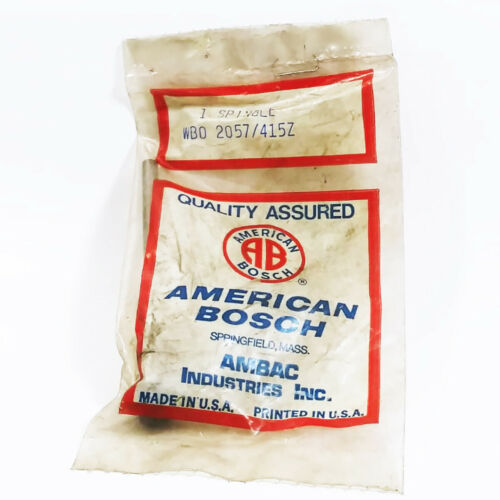 1 SPINDLE
WBO 2057/415Z
QUALITY ASSURED
AMERICAN
AB
BOSCH
®
AMERICAN
BOSCH
SPRINGFIELD, MASS.
AMBAC
INDUSTRIES INC.
MADE IN U.S.A. PRINTED IN U.S.A.